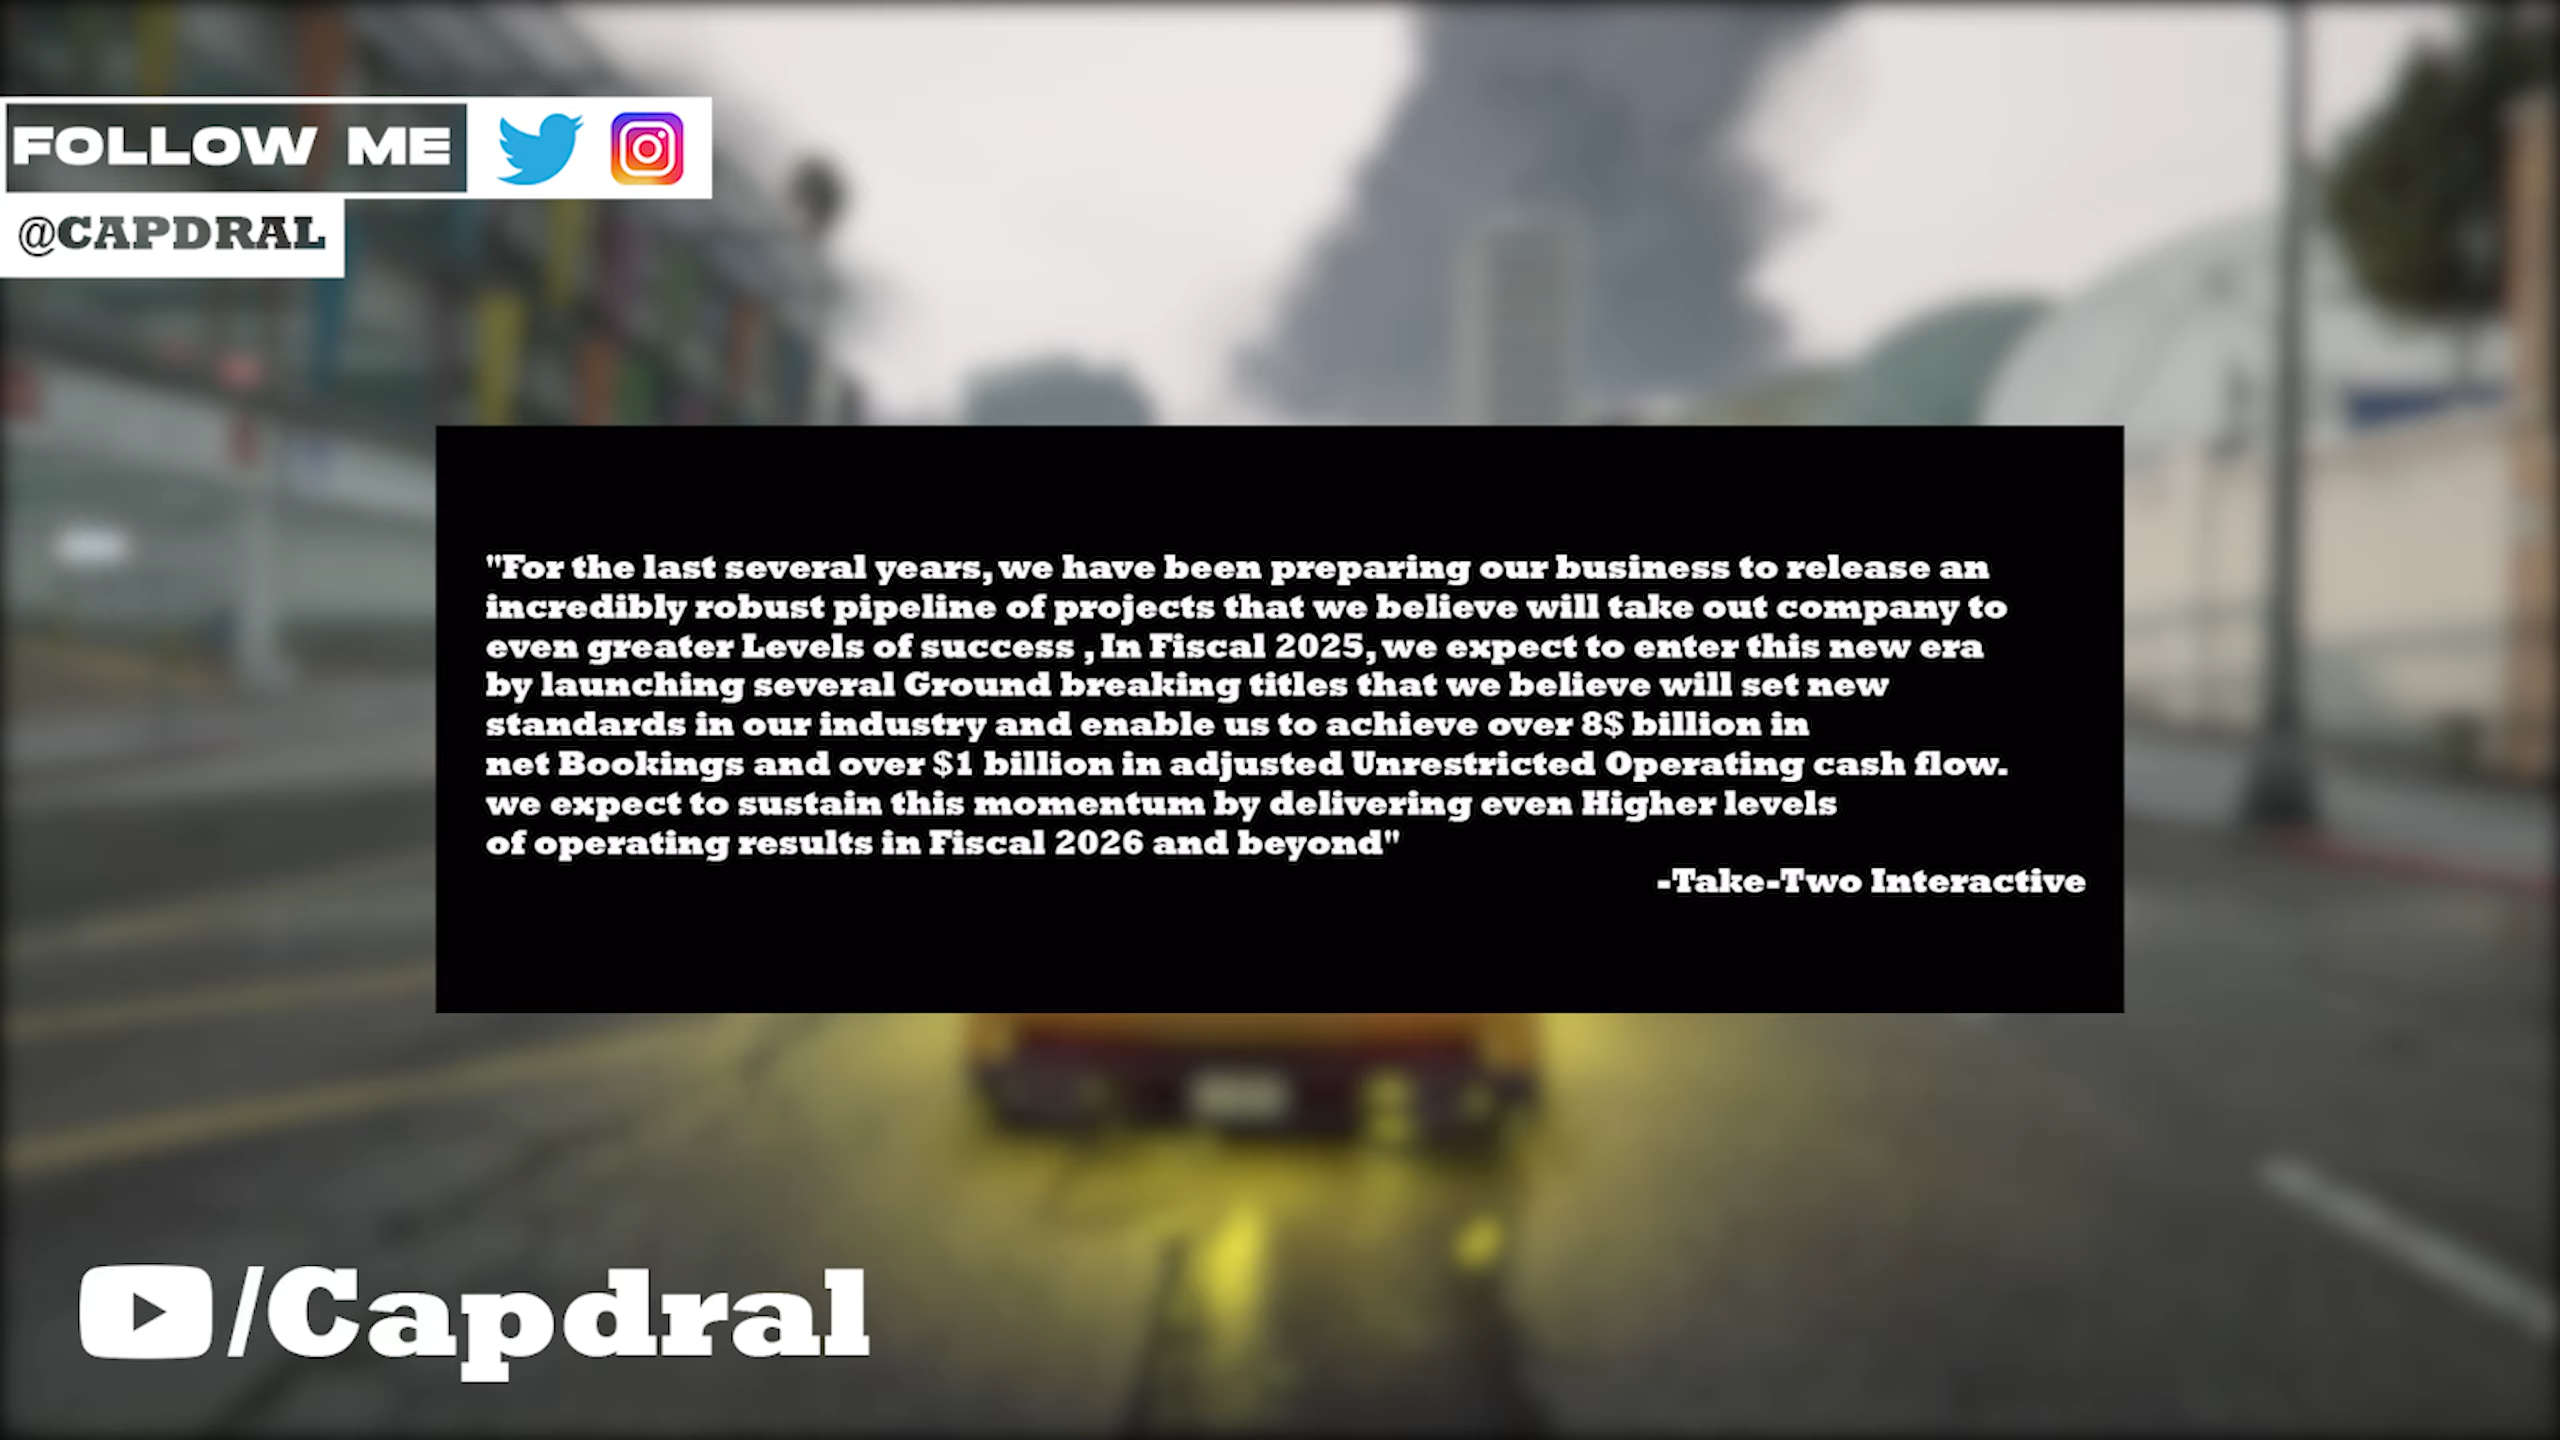 FOLLOW ME
@CAPDRAL
"For the last several years, we have been preparing our business to release an
incredibly robust pipeline of projects that we believe will take out company to
even greater Levels of success , In Fiscal 2025, we expect to enter this new era
by launching several Ground breaking titles that we believe will set new
standards in our industry and enable us to achieve over 8$ billion in
net Bookings and over $1 billion in adjusted Unrestricted Operating cash flow.
we expect to sustain this momentum by delivering even Higher levels
of operating results in Fiscal 2026 and beyond"
-Take-Two Interactive
/Capdral